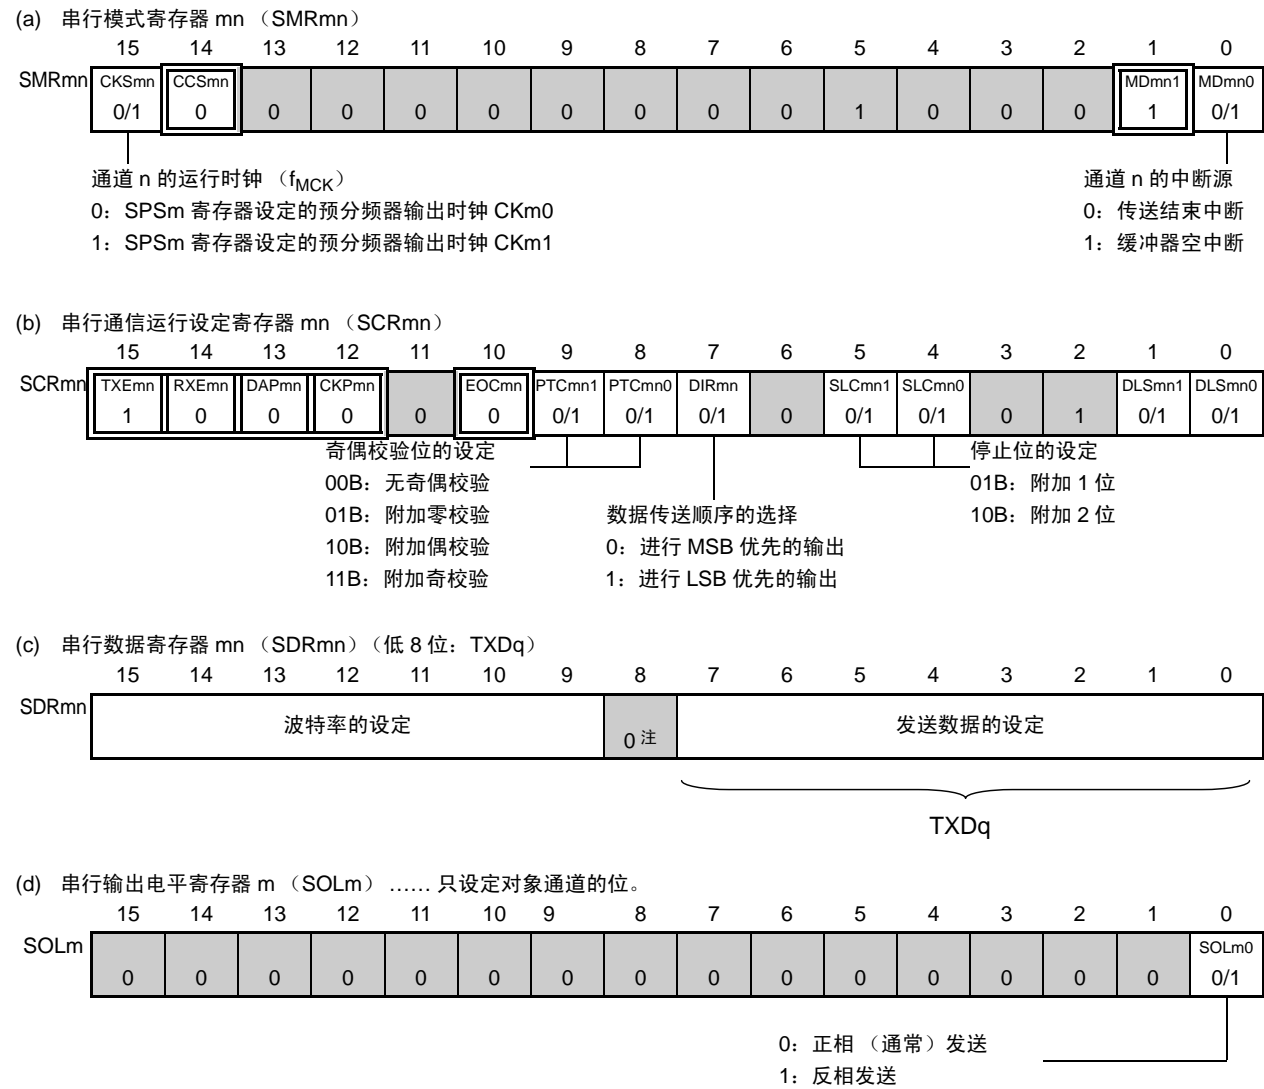 (a) 串行模式寄存器 mn （SMRmn）
15 14 13 12 11 10 9 8 7 6 5 4 3 2 1 0
SMRmn CKSmn CCSmn MDmn1 MDmn0
0/1 0 0 0 0 0 0 0 0 0 1 0 0 0 1 0/1
通道 n 的运行时钟 （fMCK） 通道 n 的中断源
0：SPSm 寄存器设定的预分频器输出时钟 CKm0 0：传送结束中断
1：SPSm 寄存器设定的预分频器输出时钟 CKm1 1：缓冲器空中断
(b) 串行通信运行设定寄存器 mn （SCRmn）
15 14 13 12 11 10 9 8 7 6 5 4 3 2 1 0
SCRmn TXEmn RXEmn DAPmn CKPmn EOCmn PTCmn1 PTCmn0 DIRmn SLCmn1 SLCmn0 DLSmn1 DLSmn0
1 0 0 0 0 0 0/1 0/1 0/1 0 0/1 0/1 0 1 0/1 0/1
奇偶校验位的设定 停止位的设定
00B：无奇偶校验 01B：附加 1 位
01B：附加零校验 数据传送顺序的选择 10B：附加 2 位
10B：附加偶校验 0：进行 MSB 优先的输出
11B：附加奇校验 1：进行 LSB 优先的输出
(c) 串行数据寄存器 mn （SDRmn）（低 8 位：TXDq）
15 14 13 12 11 10 9 8 7 6 5 4 3 2 1 0
SDRmn 波特率的设定 0 注 发送数据的设定
TXDq
(d) 串行输出电平寄存器 m （SOLm） …… 只设定对象通道的位。
15 14 13 12 11 10 9 8 7 6 5 4 3 2 1 0
SOLm SOLm0
0 0 0 0 0 0 0 0 0 0 0 0 0 0 0 0/1
0：正相 （通常）发送
1：反相发送